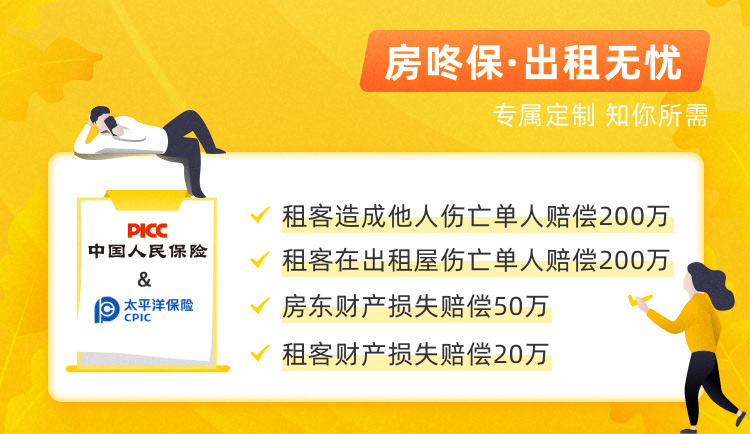 房咚保·出租无忧
专属定制 知你所需
PICC
中国人民保险
&
太平洋保险
CPIC
租客造成他人伤亡单人赔偿200万
租客在出租屋伤亡单人赔偿200万
房东财产损失赔偿50万
租客财产损失赔偿20万